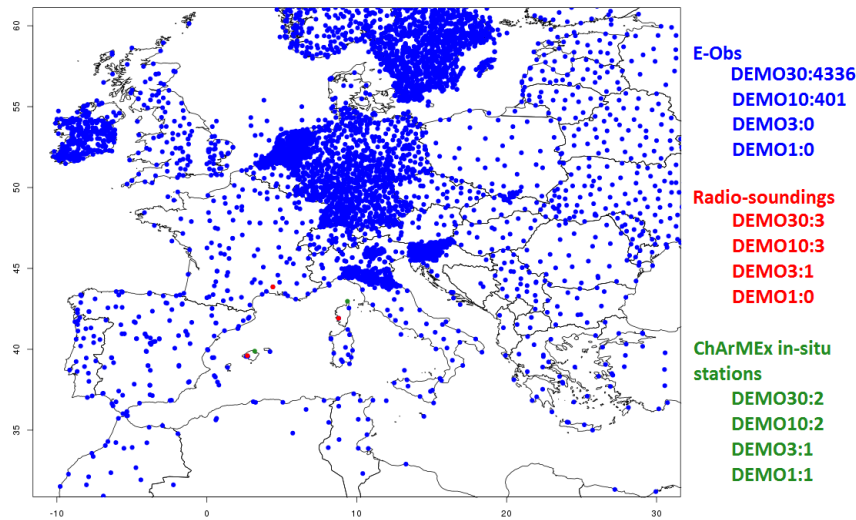 E-Obs
DEMO30:4336
DEMO10:401
DEMO3:0
DEMO1:0
Radio-soundings
DEMO30:3
DEMO10:3
DEMO3:1
DEMO1:0
ChArMEx in-situ
stations
DEMO30:2
DEMO10:2
DEMO3:1
DEMO1:1
60
55
50
45
40
35
-10
0
10
20
30